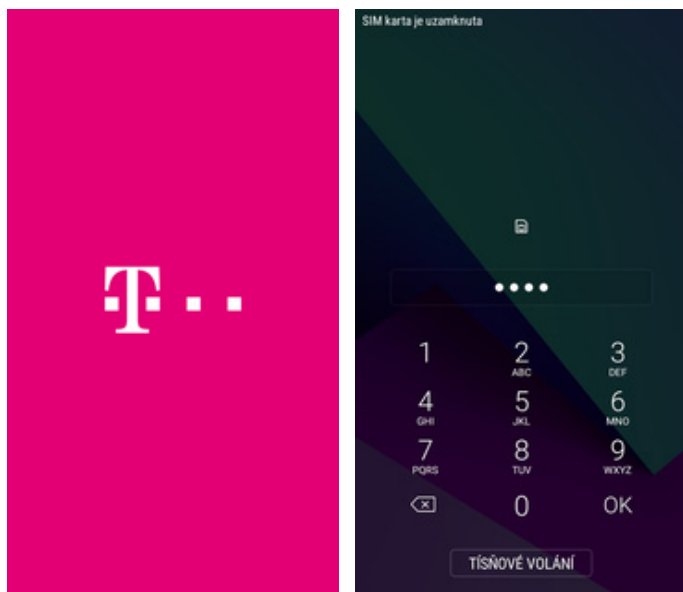 T
SIM karta je uzamknuta
1
2
ABC
3
DEF
4
GHI
5
JKL
6
MNO
7
PQRS
8
TUV
9
WXYZ
0
OK
TÍSŇOVÉ VOLÁNÍ